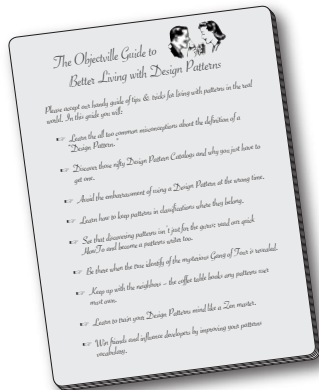 The Objectville Guide to
Better Living with Design Patterns
Please accept our handy guide of tips & tricks for living with patterns in the real
world. In this guide you will:
☞ Learn the all too common misconceptions about the definition of a
"Design Pattern."
☞ Discover those nifty Design Pattern Catalogs and why you just have to
get one.
☞ Avoid the embarrassment of using a Design Pattern at the wrong time.
☞ Learn how to keep patterns in classifications where they belong.
☞ See that discovering patterns isn't just for the gurus; read our quick
HowTo and become a patterns writer too.
☞ Be there when the true identify of the mysterious Gang of Four is revealed.
☞ Keep up with the neighbors – the coffee table books any patterns user
must own.
☞ Learn to train your Design Patterns mind like a Zen master.
☞ Win friends and influence developers by improving your patterns
vocabulary.